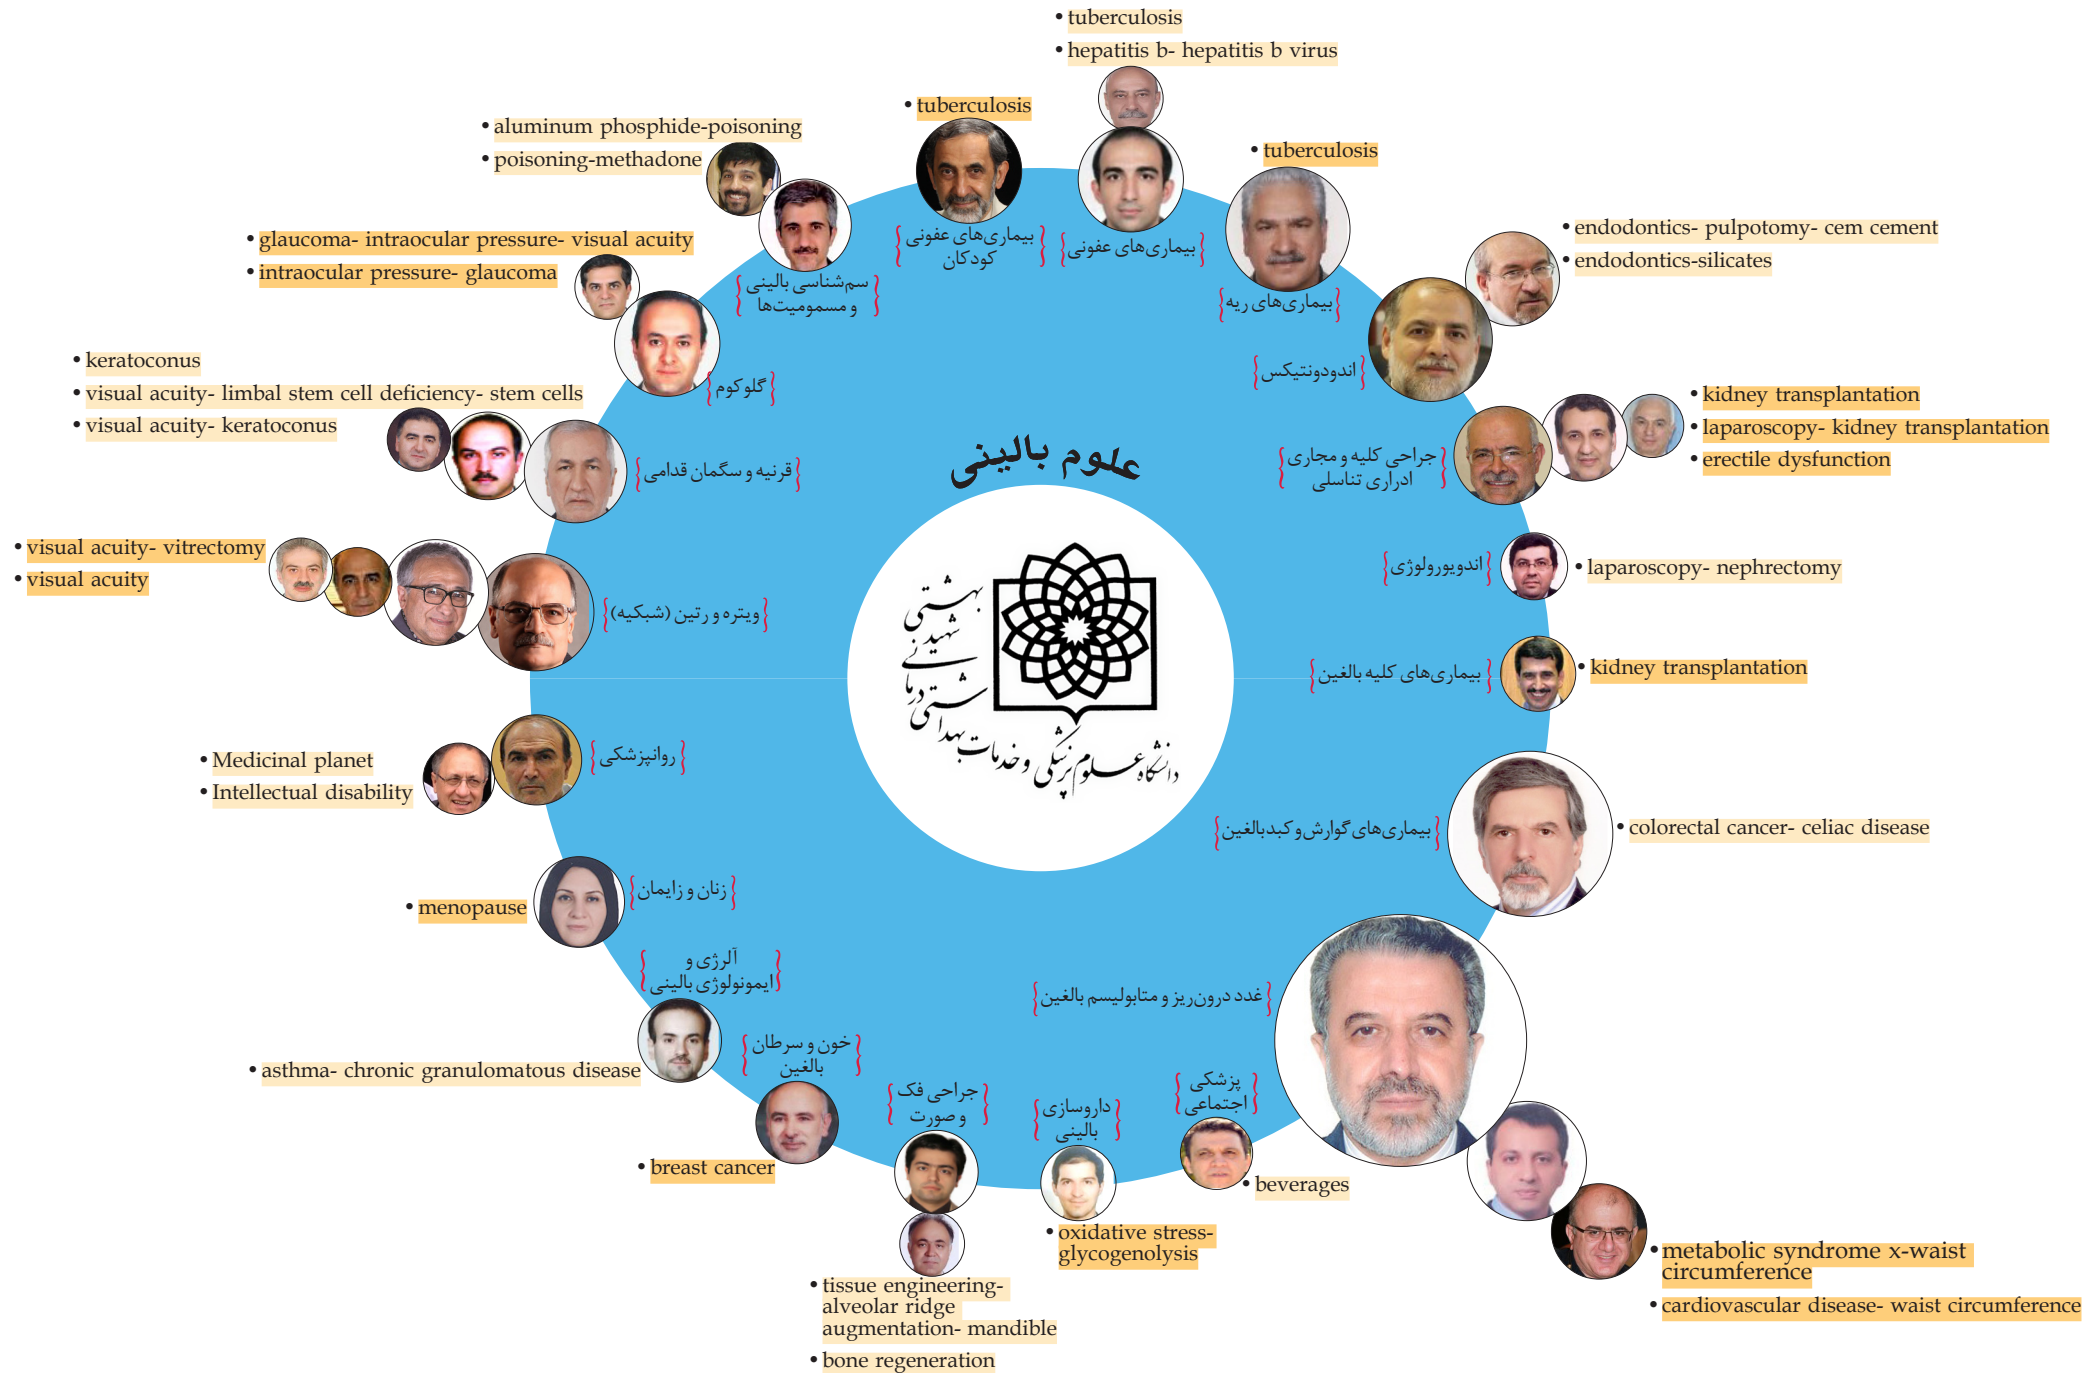 • tuberculosis
• hepatitis b- hepatitis b virus
• tuberculosis
• aluminum phosphide-poisoning
• poisoning-methadone
• tuberculosis
• glaucoma- intraocular pressure- visual acuity
• intraocular pressure- glaucoma
• endodontics- pulpotomy- cem cement
• endodontics-silicates
{بیماری‌های عفونی
کودکان}
{بیماری‌های عفونی}
{سم‌شناسی بالینی
و مسمومیت‌ها}
{بیماری‌های ریه}
• keratoconus
• visual acuity- limbal stem cell deficiency- stem cells
• visual acuity- keratoconus
{گلوکوم}
{اندودونتیکس}
• kidney transplantation
• laparoscopy- kidney transplantation
• erectile dysfunction
علوم بالینی
{قرنیه و سگمان قدامی}
{جراحی کلیه و مجاری
ادراری تناسلی}
• visual acuity- vitrectomy
• visual acuity
{ویتره و رتین (شبکیه)}
{اندویورولوژی}
• laparoscopy- nephrectomy
دانشگاه علوم پزشکی و خدمات بهداشتی درمانی شهید بهشتی
{بیماری‌های کلیه بالغین}
• kidney transplantation
• Medicinal planet
• Intellectual disability
{روانپزشکی}
{بیماری‌های گوارش و کبد بالغین}
• colorectal cancer- celiac disease
• menopause
{زنان و زایمان}
{آلرژی و
ایمونولوژی بالینی}
{غدد درون‌ریز و متابولیسم بالغین}
• asthma- chronic granulomatous disease
{خون و سرطان
بالغین}
{جراحی فک
و صورت}
{داروسازی
بالینی}
{پزشکی
اجتماعی}
• breast cancer
• beverages
• oxidative stress-
glycogenolysis
• metabolic syndrome x-waist
circumference
• cardiovascular disease- waist circumference
• tissue engineering-
alveolar ridge
augmentation- mandible
• bone regeneration